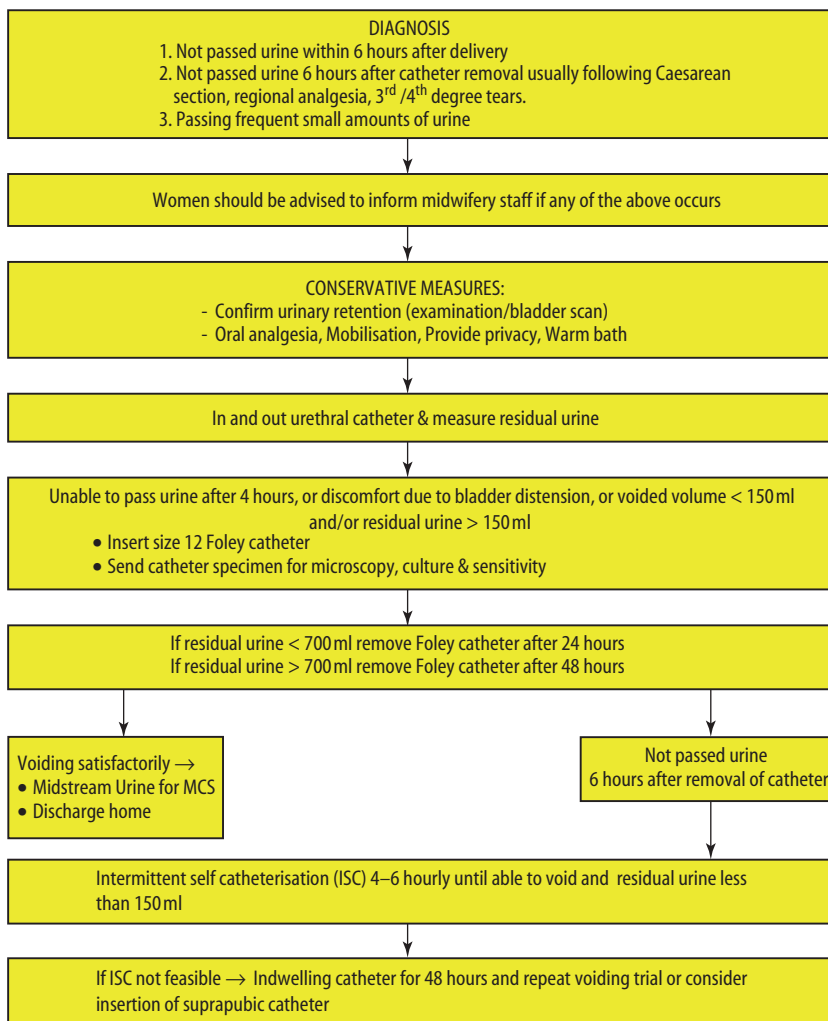 DIAGNOSIS
1. Not passed urine within 6 hours after delivery
2. Not passed urine 6 hours after catheter removal usually following Caesarean
section, regional analgesia, 3rd /4th degree tears.
3. Passing frequent small amounts of urine
Women should be advised to inform midwifery staff if any of the above occurs
CONSERVATIVE MEASURES:
- Confirm urinary retention (examination/bladder scan)
- Oral analgesia, Mobilisation, Provide privacy, Warm bath
In and out urethral catheter & measure residual urine
Unable to pass urine after 4 hours, or discomfort due to bladder distension, or voided volume < 150 ml
and/or residual urine > 150 ml
• Insert size 12 Foley catheter
• Send catheter specimen for microscopy, culture & sensitivity
If residual urine < 700 ml remove Foley catheter after 24 hours
If residual urine > 700 ml remove Foley catheter after 48 hours
Voiding satisfactorily →
• Midstream Urine for MCS
• Discharge home
Not passed urine
6 hours after removal of catheter
Intermittent self catheterisation (ISC) 4–6 hourly until able to void and residual urine less
than 150 ml
If ISC not feasible → Indwelling catheter for 48 hours and repeat voiding trial or consider
insertion of suprapubic catheter